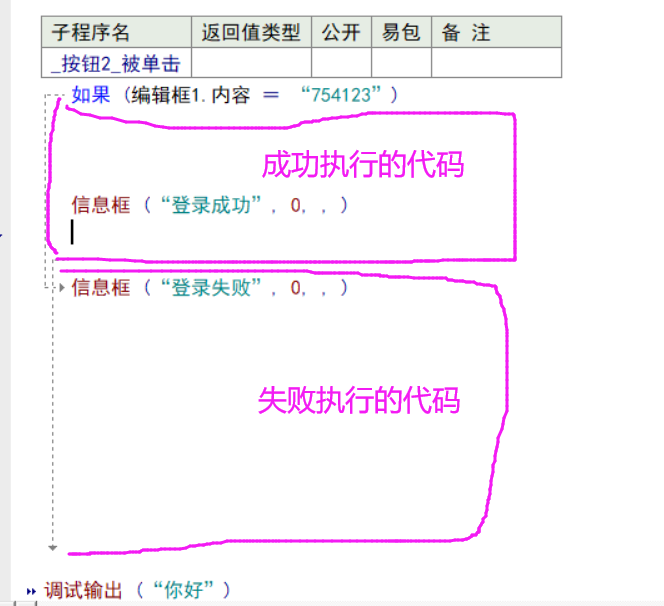 子程序名 返回值类型 公开 易包 备 注
_按钮2_被单击
如果 (编辑框1.内容 = “754123”)
成功执行的代码
信息框 (“登录成功”, 0, , )
信息框 (“登录失败”, 0, , )
失败执行的代码
调试输出 (“你好”)